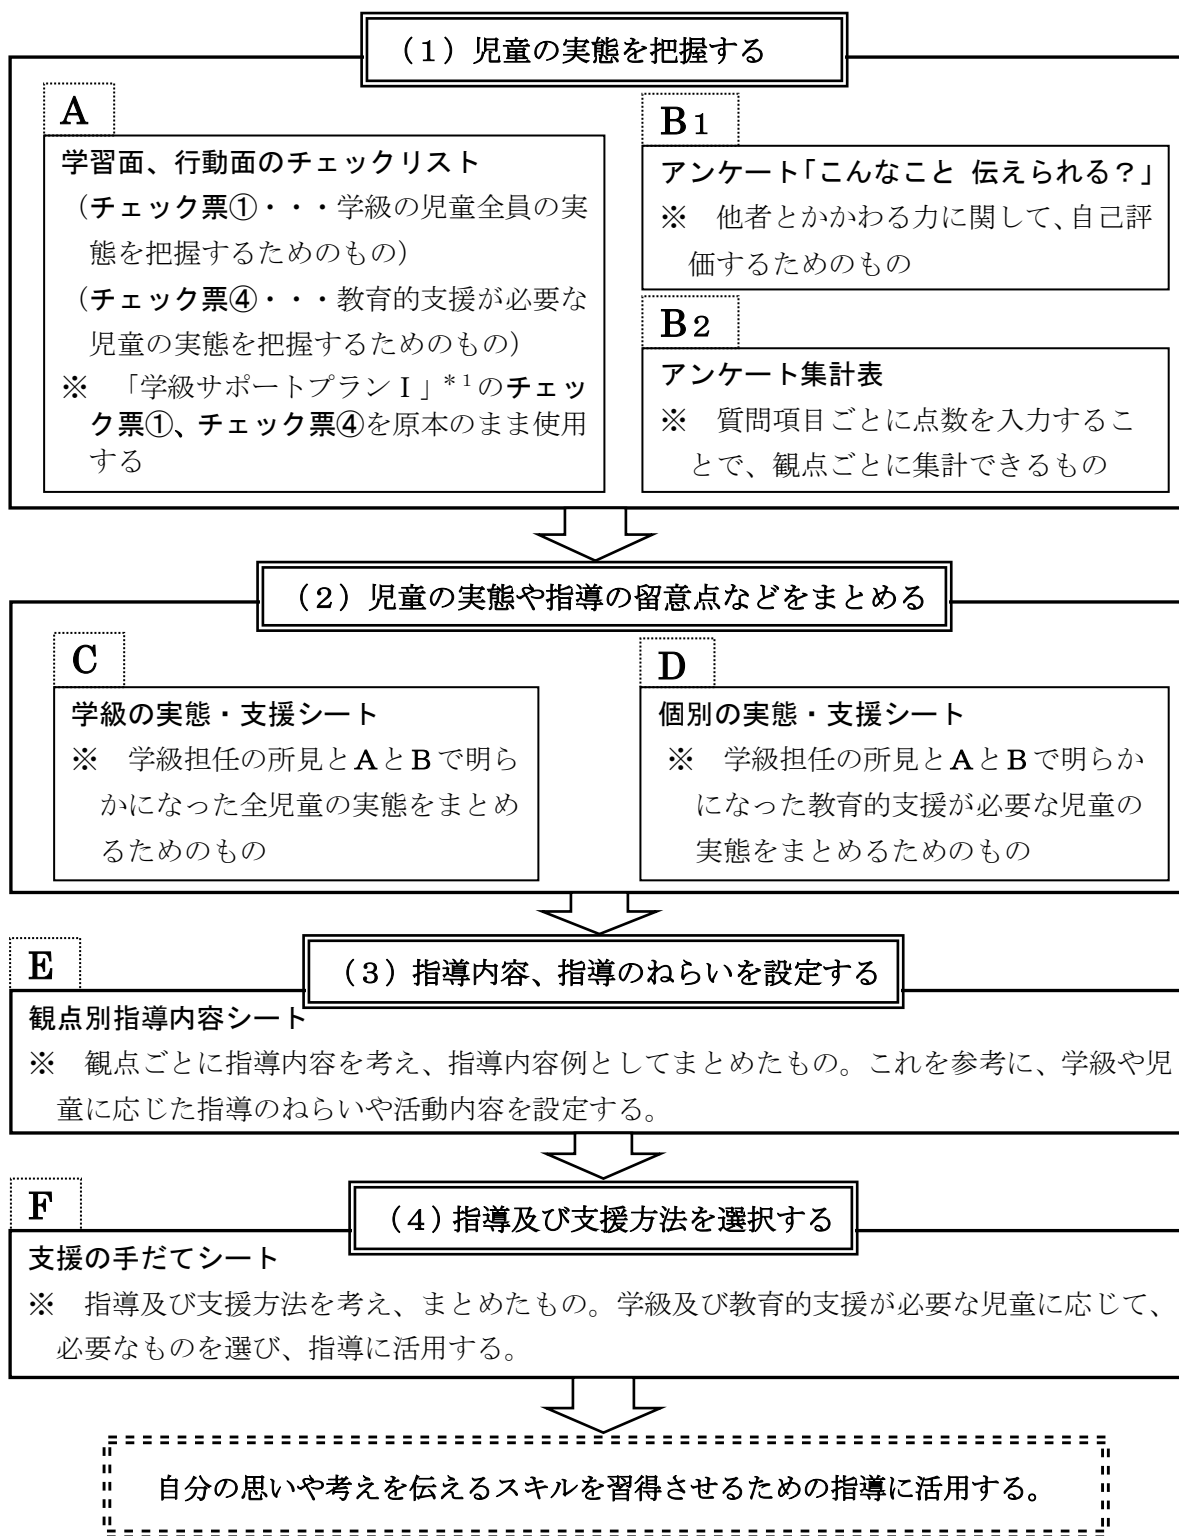 （１）児童の実態を把握する
A
学習面、行動面のチェックリスト
（チェック票①・・・学級の児童全員の実
態を把握するためのもの）
（チェック票④・・・教育的支援が必要な
児童の実態を把握するためのもの）
※　「学級サポートプランⅠ」＊１のチェッ
ク票①、チェック票④を原本のまま使用
する
B１
アンケート「こんなこと 伝えられる？」
※　他者とかかわる力に関して、自己評
価するためのもの
B２
アンケート集計表
※　質問項目ごとに点数を入力するこ
とで、観点ごとに集計できるもの
（２）児童の実態や指導の留意点などをまとめる
C
学級の実態・支援シート
※　学級担任の所見とAとBで明ら
かになった全児童の実態をまとめ
るためのもの
D
個別の実態・支援シート
※　学級担任の所見とAとBで明らか
になった教育的支援が必要な児童の
実態をまとめるためのもの
（３）指導内容、指導のねらいを設定する
E
観点別指導内容シート
※　観点ごとに指導内容を考え、指導内容例としてまとめたもの。これを参考に、学級や児
童に応じた指導のねらいや活動内容を設定する。
（４）指導及び支援方法を選択する
F
支援の手だてシート
※　指導及び支援方法を考え、まとめたもの。学級及び教育的支援が必要な児童に応じて、
必要なものを選び、指導に活用する。
自分の思いや考えを伝えるスキルを習得させるための指導に活用する。